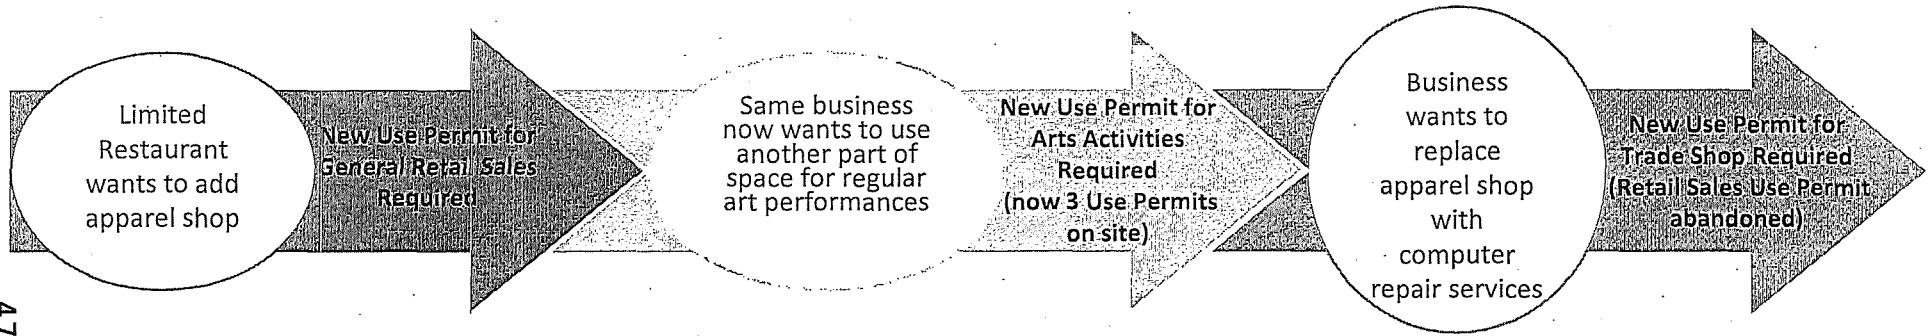 Limited
Restaurant
wants to add
apparel shop
New Use Permit for
General Retail Sales
Required
Same business
now wants to use
another part of
space for regular
art performances
New Use Permit for
Arts Activities
Required
(now 3 Use Permits
on site)
Business
wants to
replace
apparel shop
with
computer
repair services
New Use Permit for
Trade Shop Required
(Retail Sales Use Permit
abandoned)
47